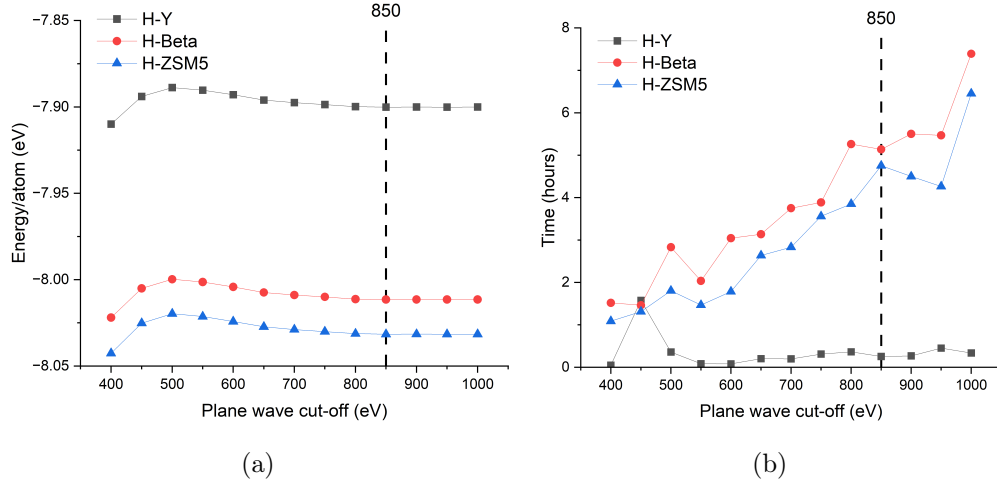 850
H-Y
H-Beta
H-ZSM5
−7.85
−7.90
−7.95
−8.00
−8.05
Energy/atom (eV)
400 500 600 700 800 900 1000
Plane wave cut-off (eV)
(a)
850
H-Y
H-Beta
H-ZSM5
8
6
4
2
0
Time (hours)
400 500 600 700 800 900 1000
Plane wave cut-off (eV)
(b)